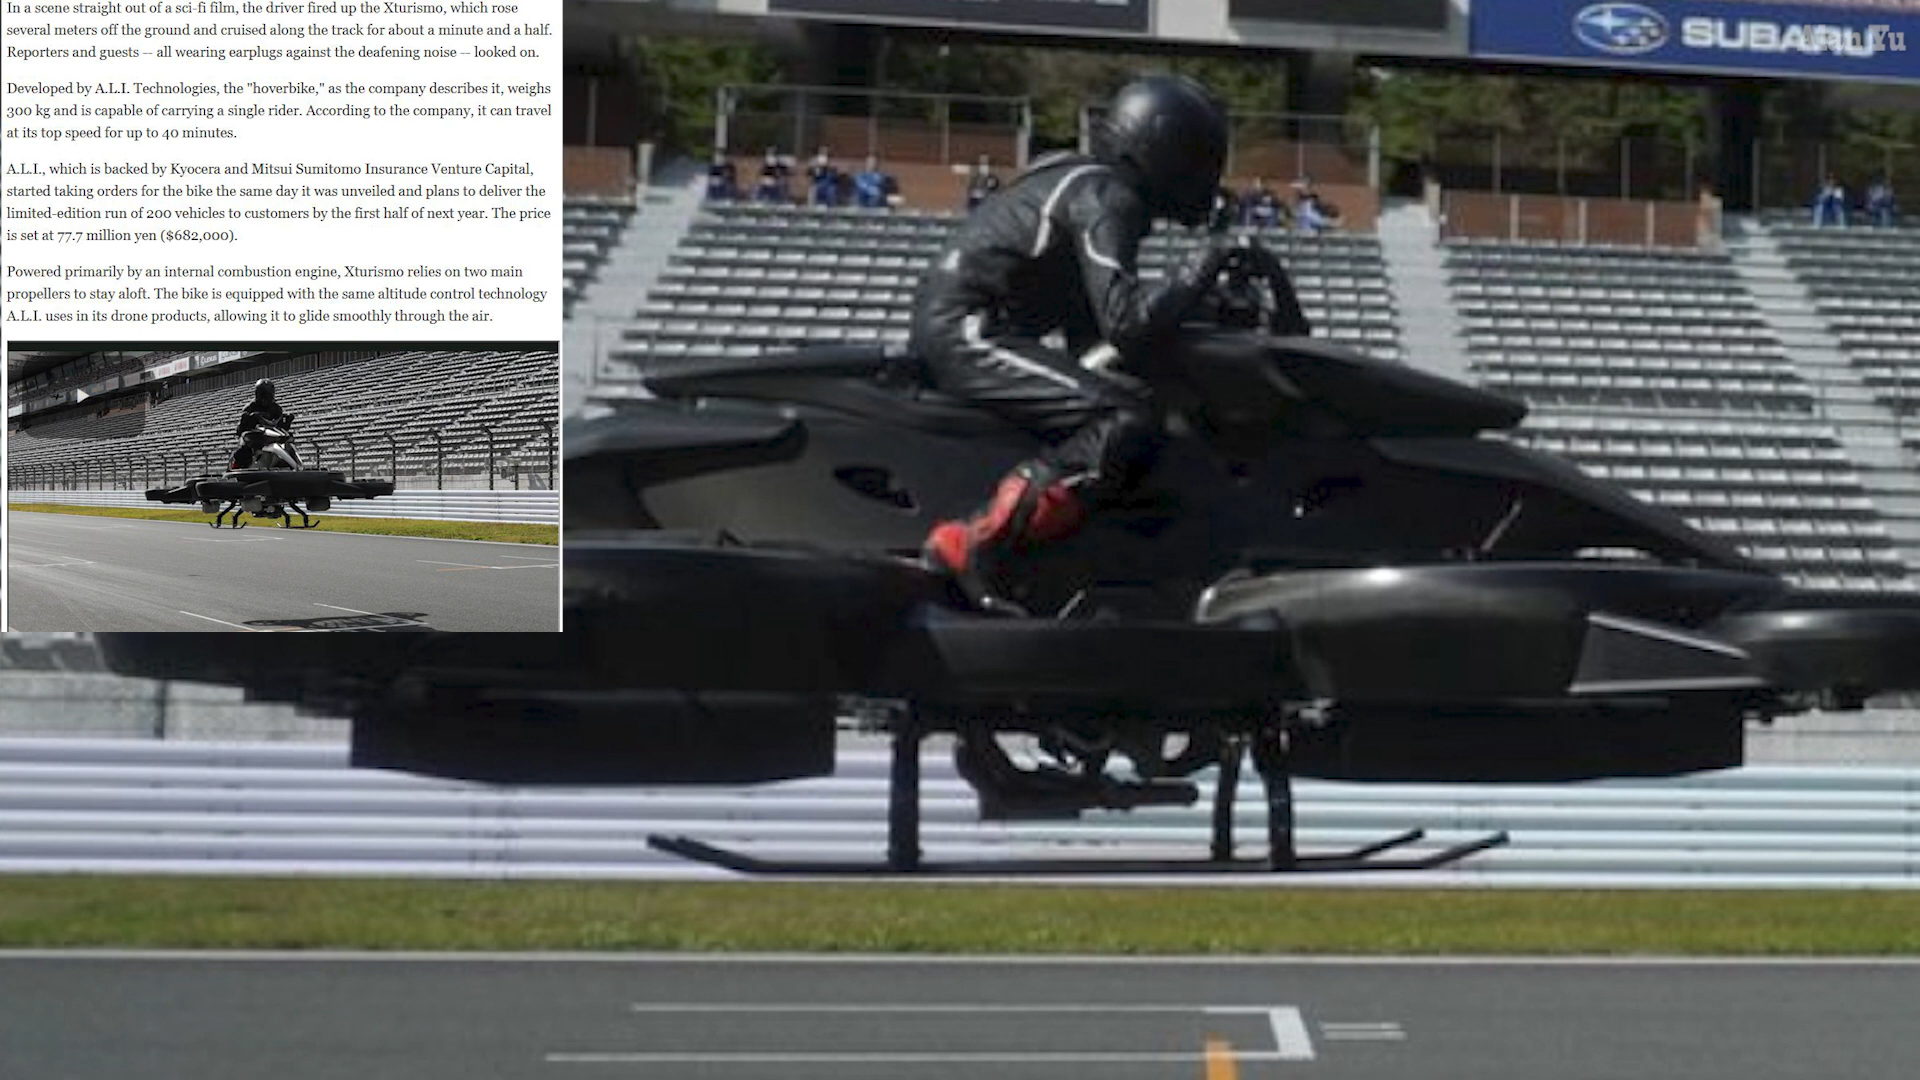 In a scene straight out of a sci-fi film, the driver fired up the Xturismo, which rose
several meters off the ground and cruised along the track for about a minute and a half.
Reporters and guests -- all wearing earplugs against the deafening noise -- looked on.
Developed by A.L.I. Technologies, the "hoverbike," as the company describes it, weighs
300 kg and is capable of carrying a single rider. According to the company, it can travel
at its top speed for up to 40 minutes.
A.L.I., which is backed by Kyocera and Mitsui Sumitomo Insurance Venture Capital,
started taking orders for the bike the same day it was unveiled and plans to deliver the
limited-edition run of 200 vehicles to customers by the first half of next year. The price
is set at 77.7 million yen ($682,000).
Powered primarily by an internal combustion engine, Xturismo relies on two main
propellers to stay aloft. The bike is equipped with the same altitude control technology
A.L.I. uses in its drone products, allowing it to glide smoothly through the air.
SUBARU
Alan Yu